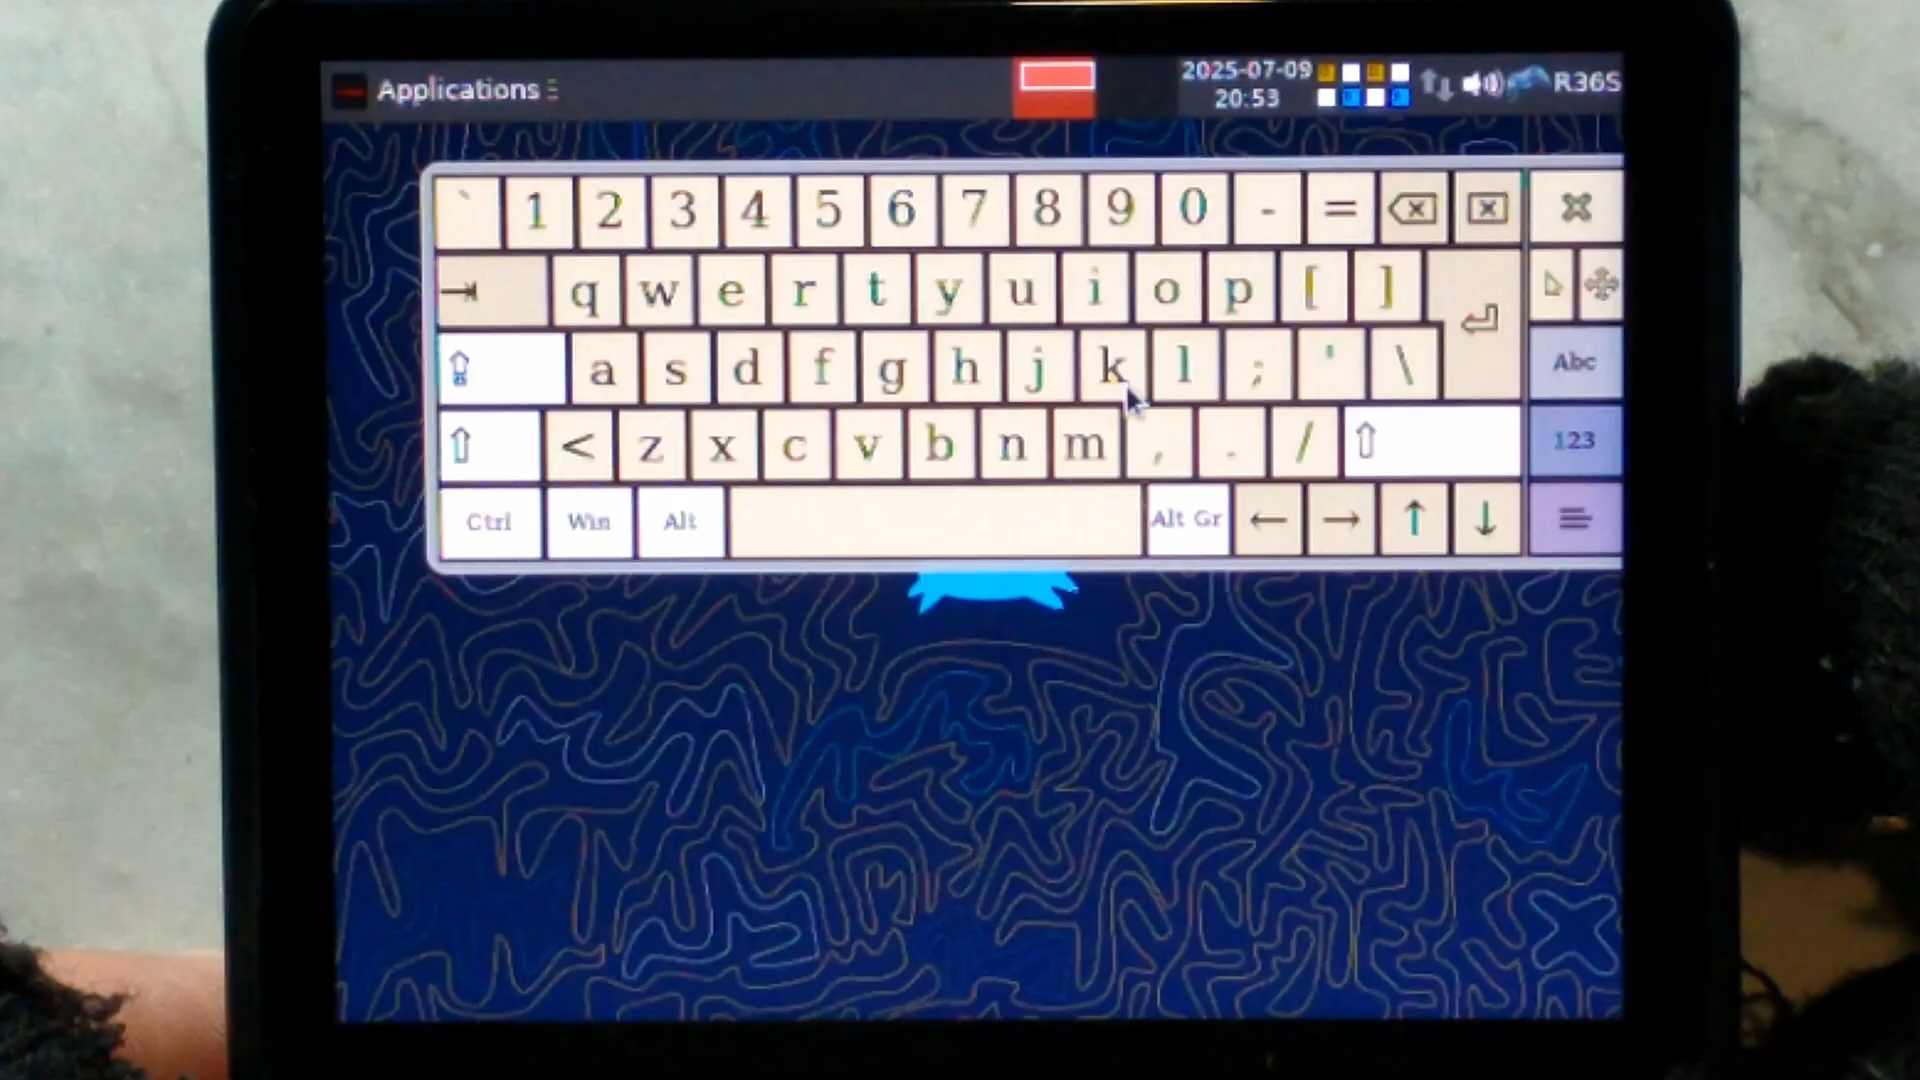 Applications
2025-07-09
20:53
R36S
` 1 2 3 4 5 6 7 8 9 0 - =
q w e r t y u i o p [ ]
a s d f g h j k l ; ' \
Abc
< z x c v b n m , . /
123
Ctrl Win Alt Alt Gr ← → ↑ ↓